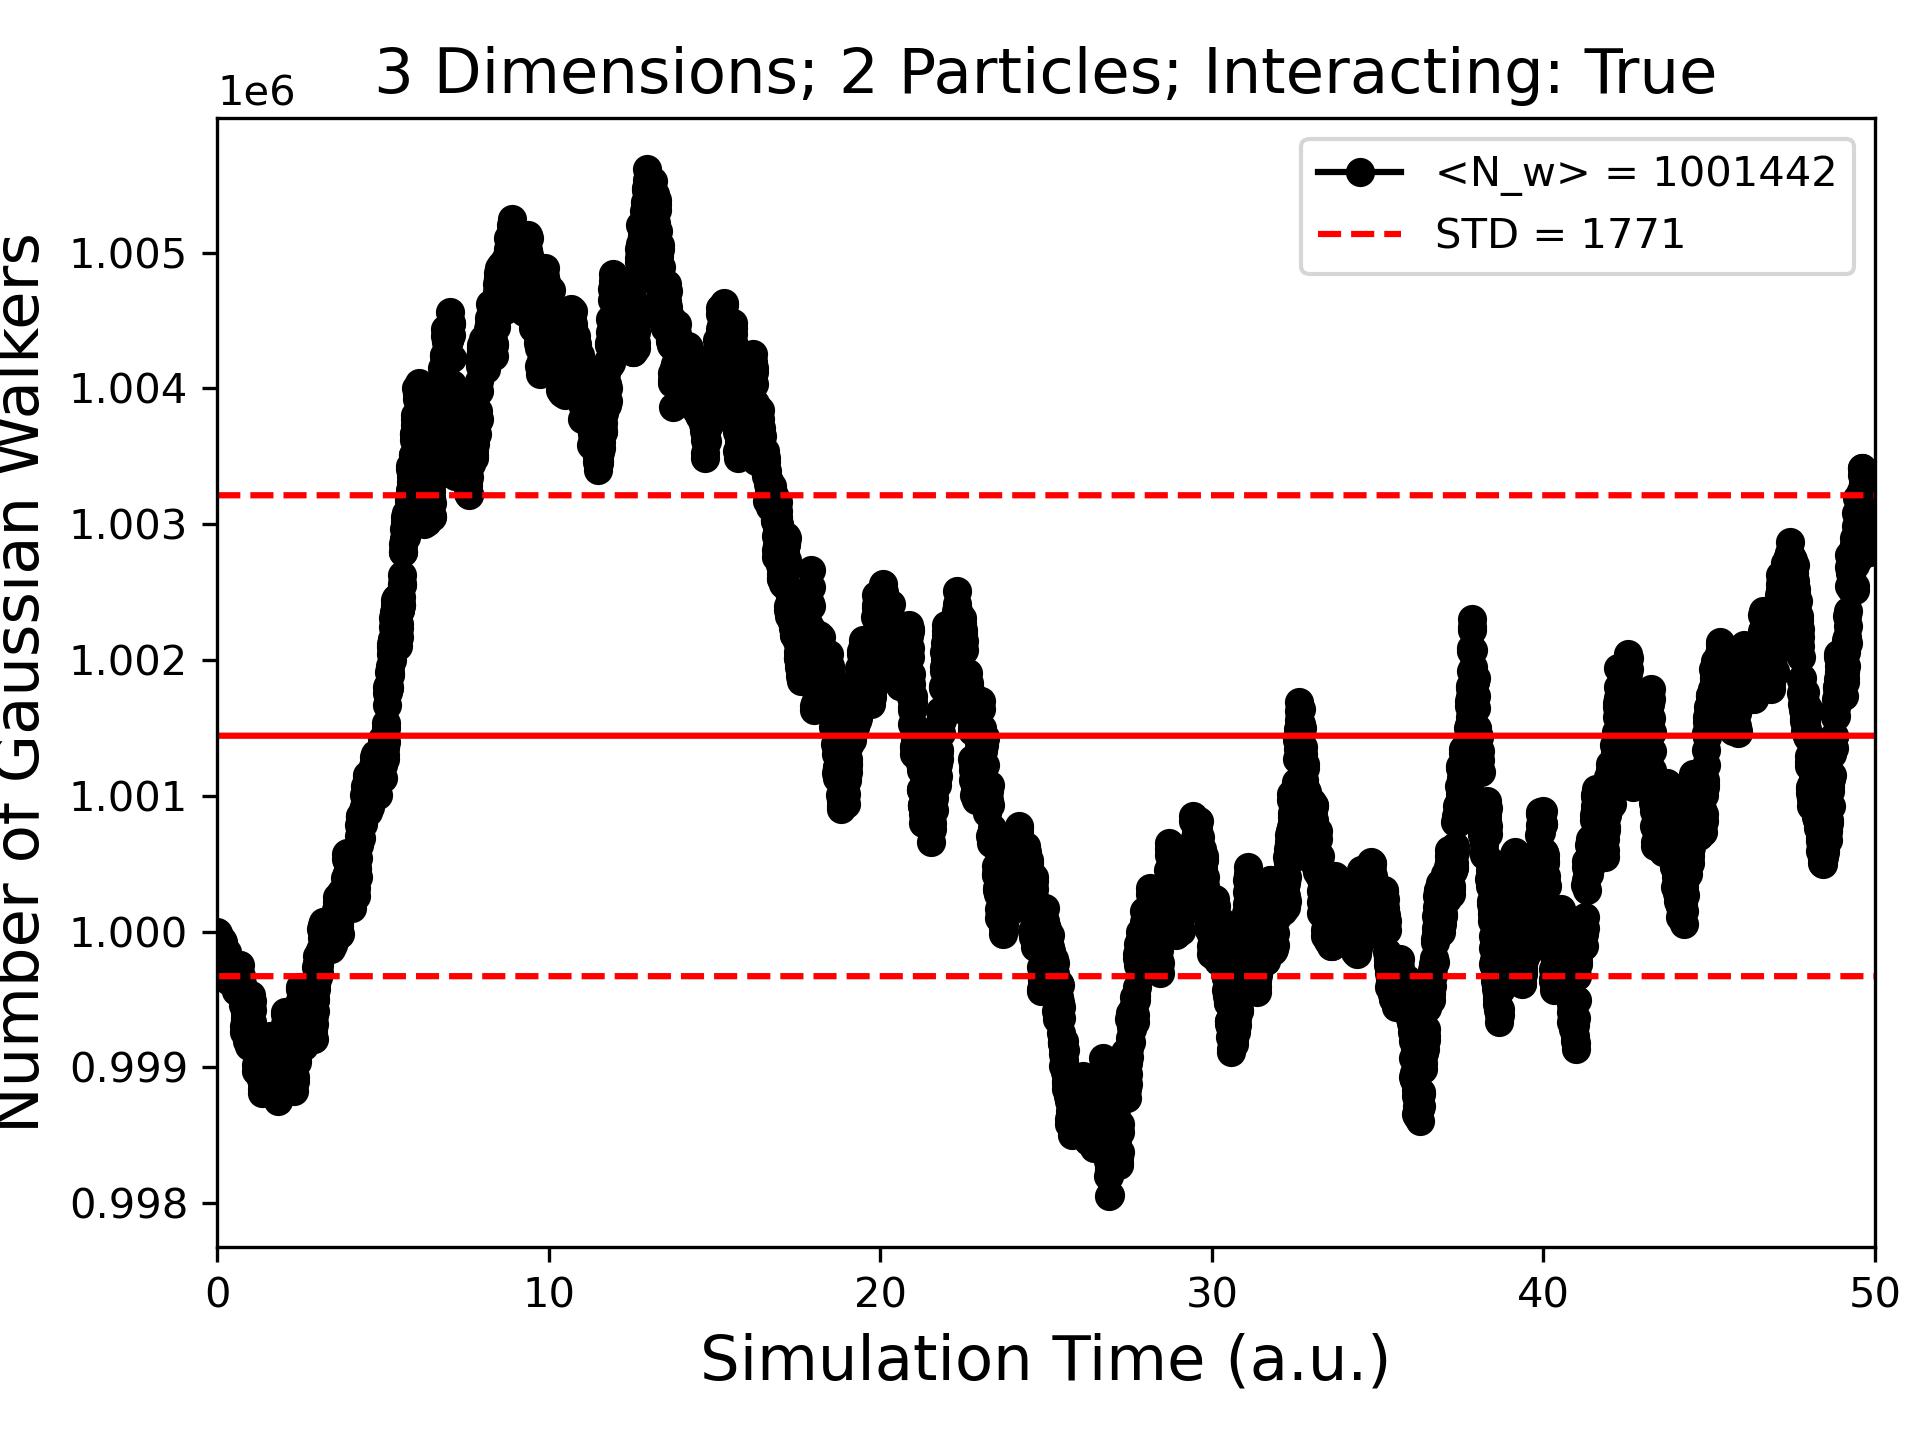 3 Dimensions; 2 Particles; Interacting: True
1e6
<N_w> = 1001442
STD = 1771
Number of Gaussian Walkers
1.005
1.004
1.003
1.002
1.001
1.000
0.999
0.998
0 10 20 30 40 50
Simulation Time (a.u.)